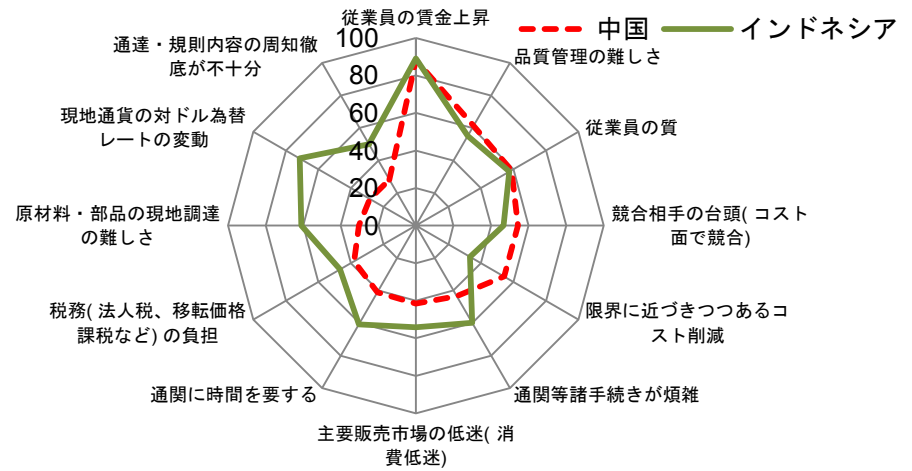 従業員の賃金上昇
中国
インドネシア
品質管理の難しさ
従業員の質
競合相手の台頭( コスト
面で競合)
限界に近づきつつあるコ
スト削減
通関等諸手続きが煩雑
主要販売市場の低迷( 消
費低迷)
通関に時間を要する
税務( 法人税、移転価格
課税など) の負担
原材料・部品の現地調達
の難しさ
現地通貨の対ドル為替
レートの変動
通達・規則内容の周知徹
底が不十分
100
80
60
40
20
0